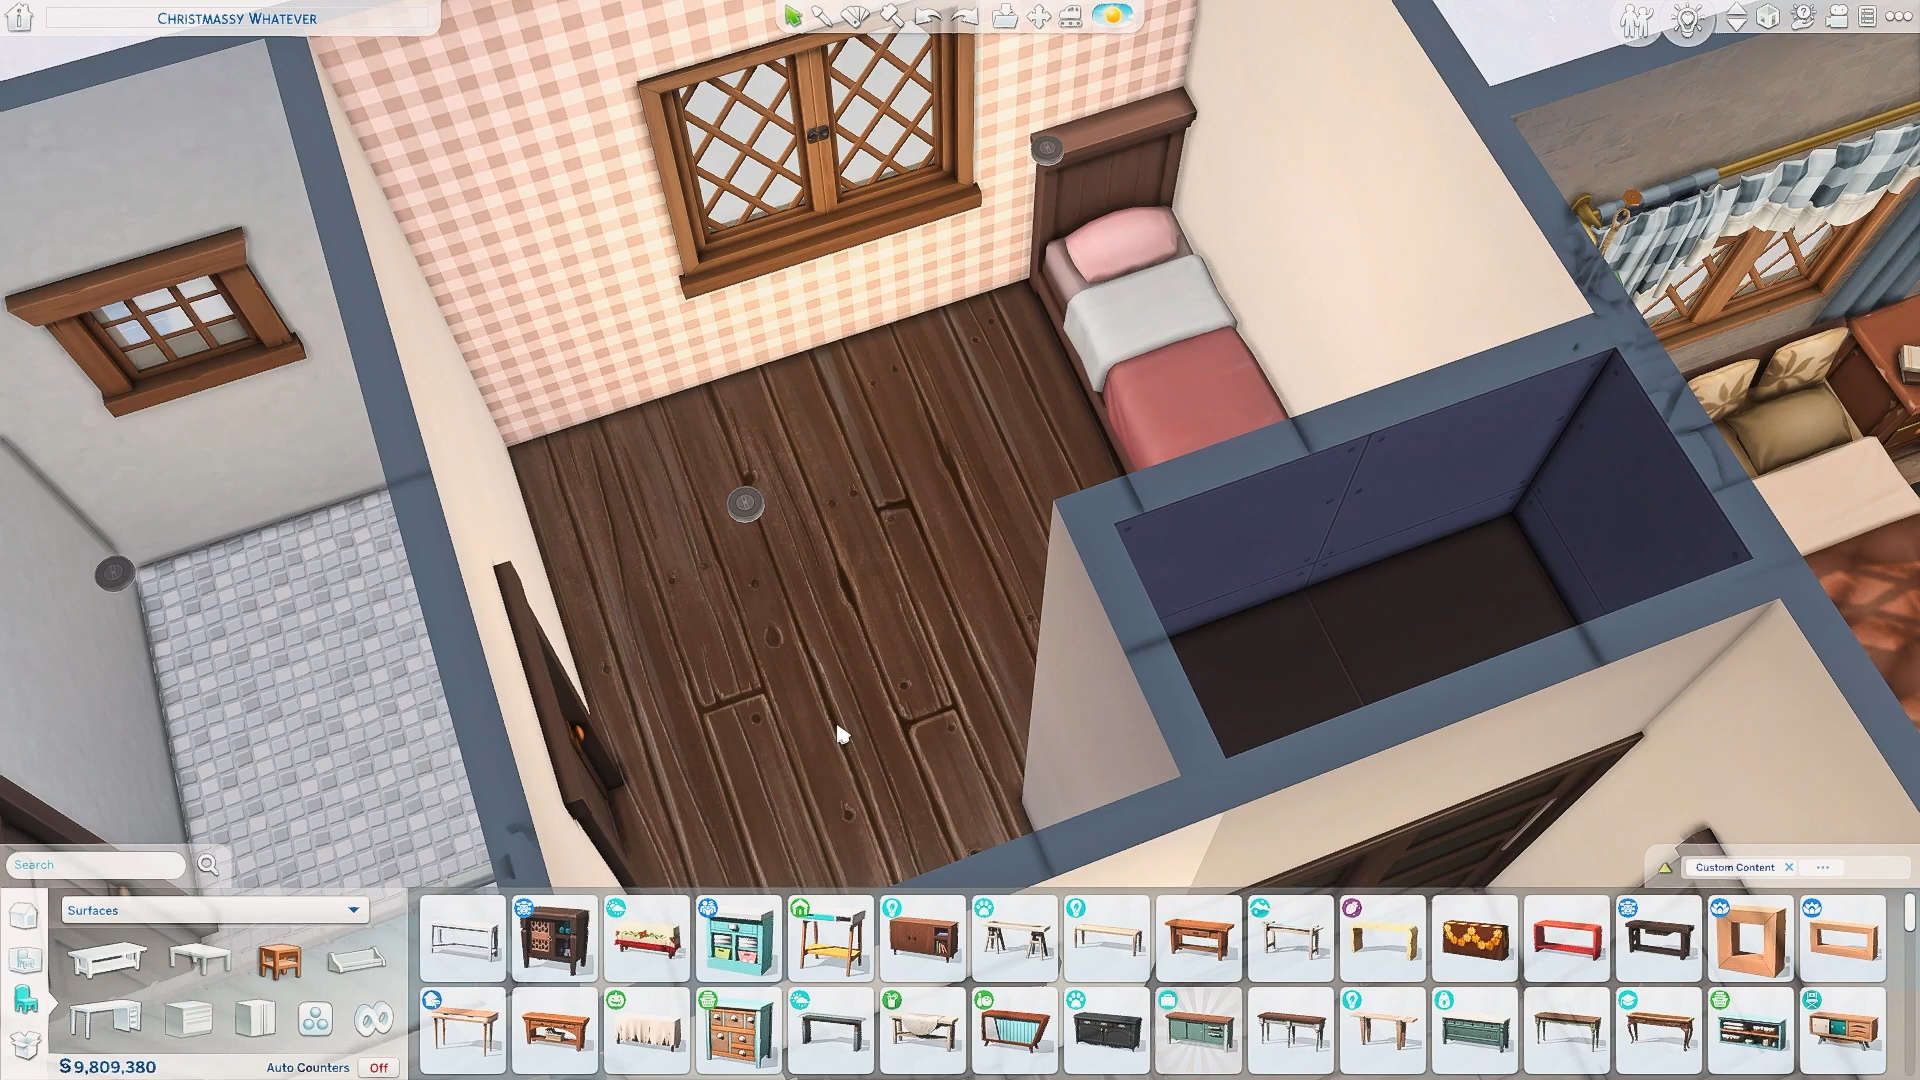 Christmassy Whatever
Search
Custom Content
Surfaces
§9,809,380
Auto Counters
Off